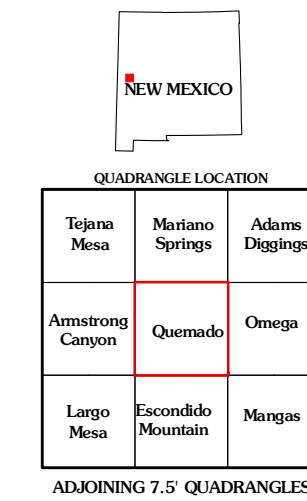 NEW MEXICO
QUADRANGLE LOCATION
Tejana
Mesa
Mariano
Springs
Adams
Diggings
Armstrong
Canyon
Quemado
Omega
Largo
Mesa
Escondido
Mountain
Mangas
ADJOINING 7.5' QUADRANGLES